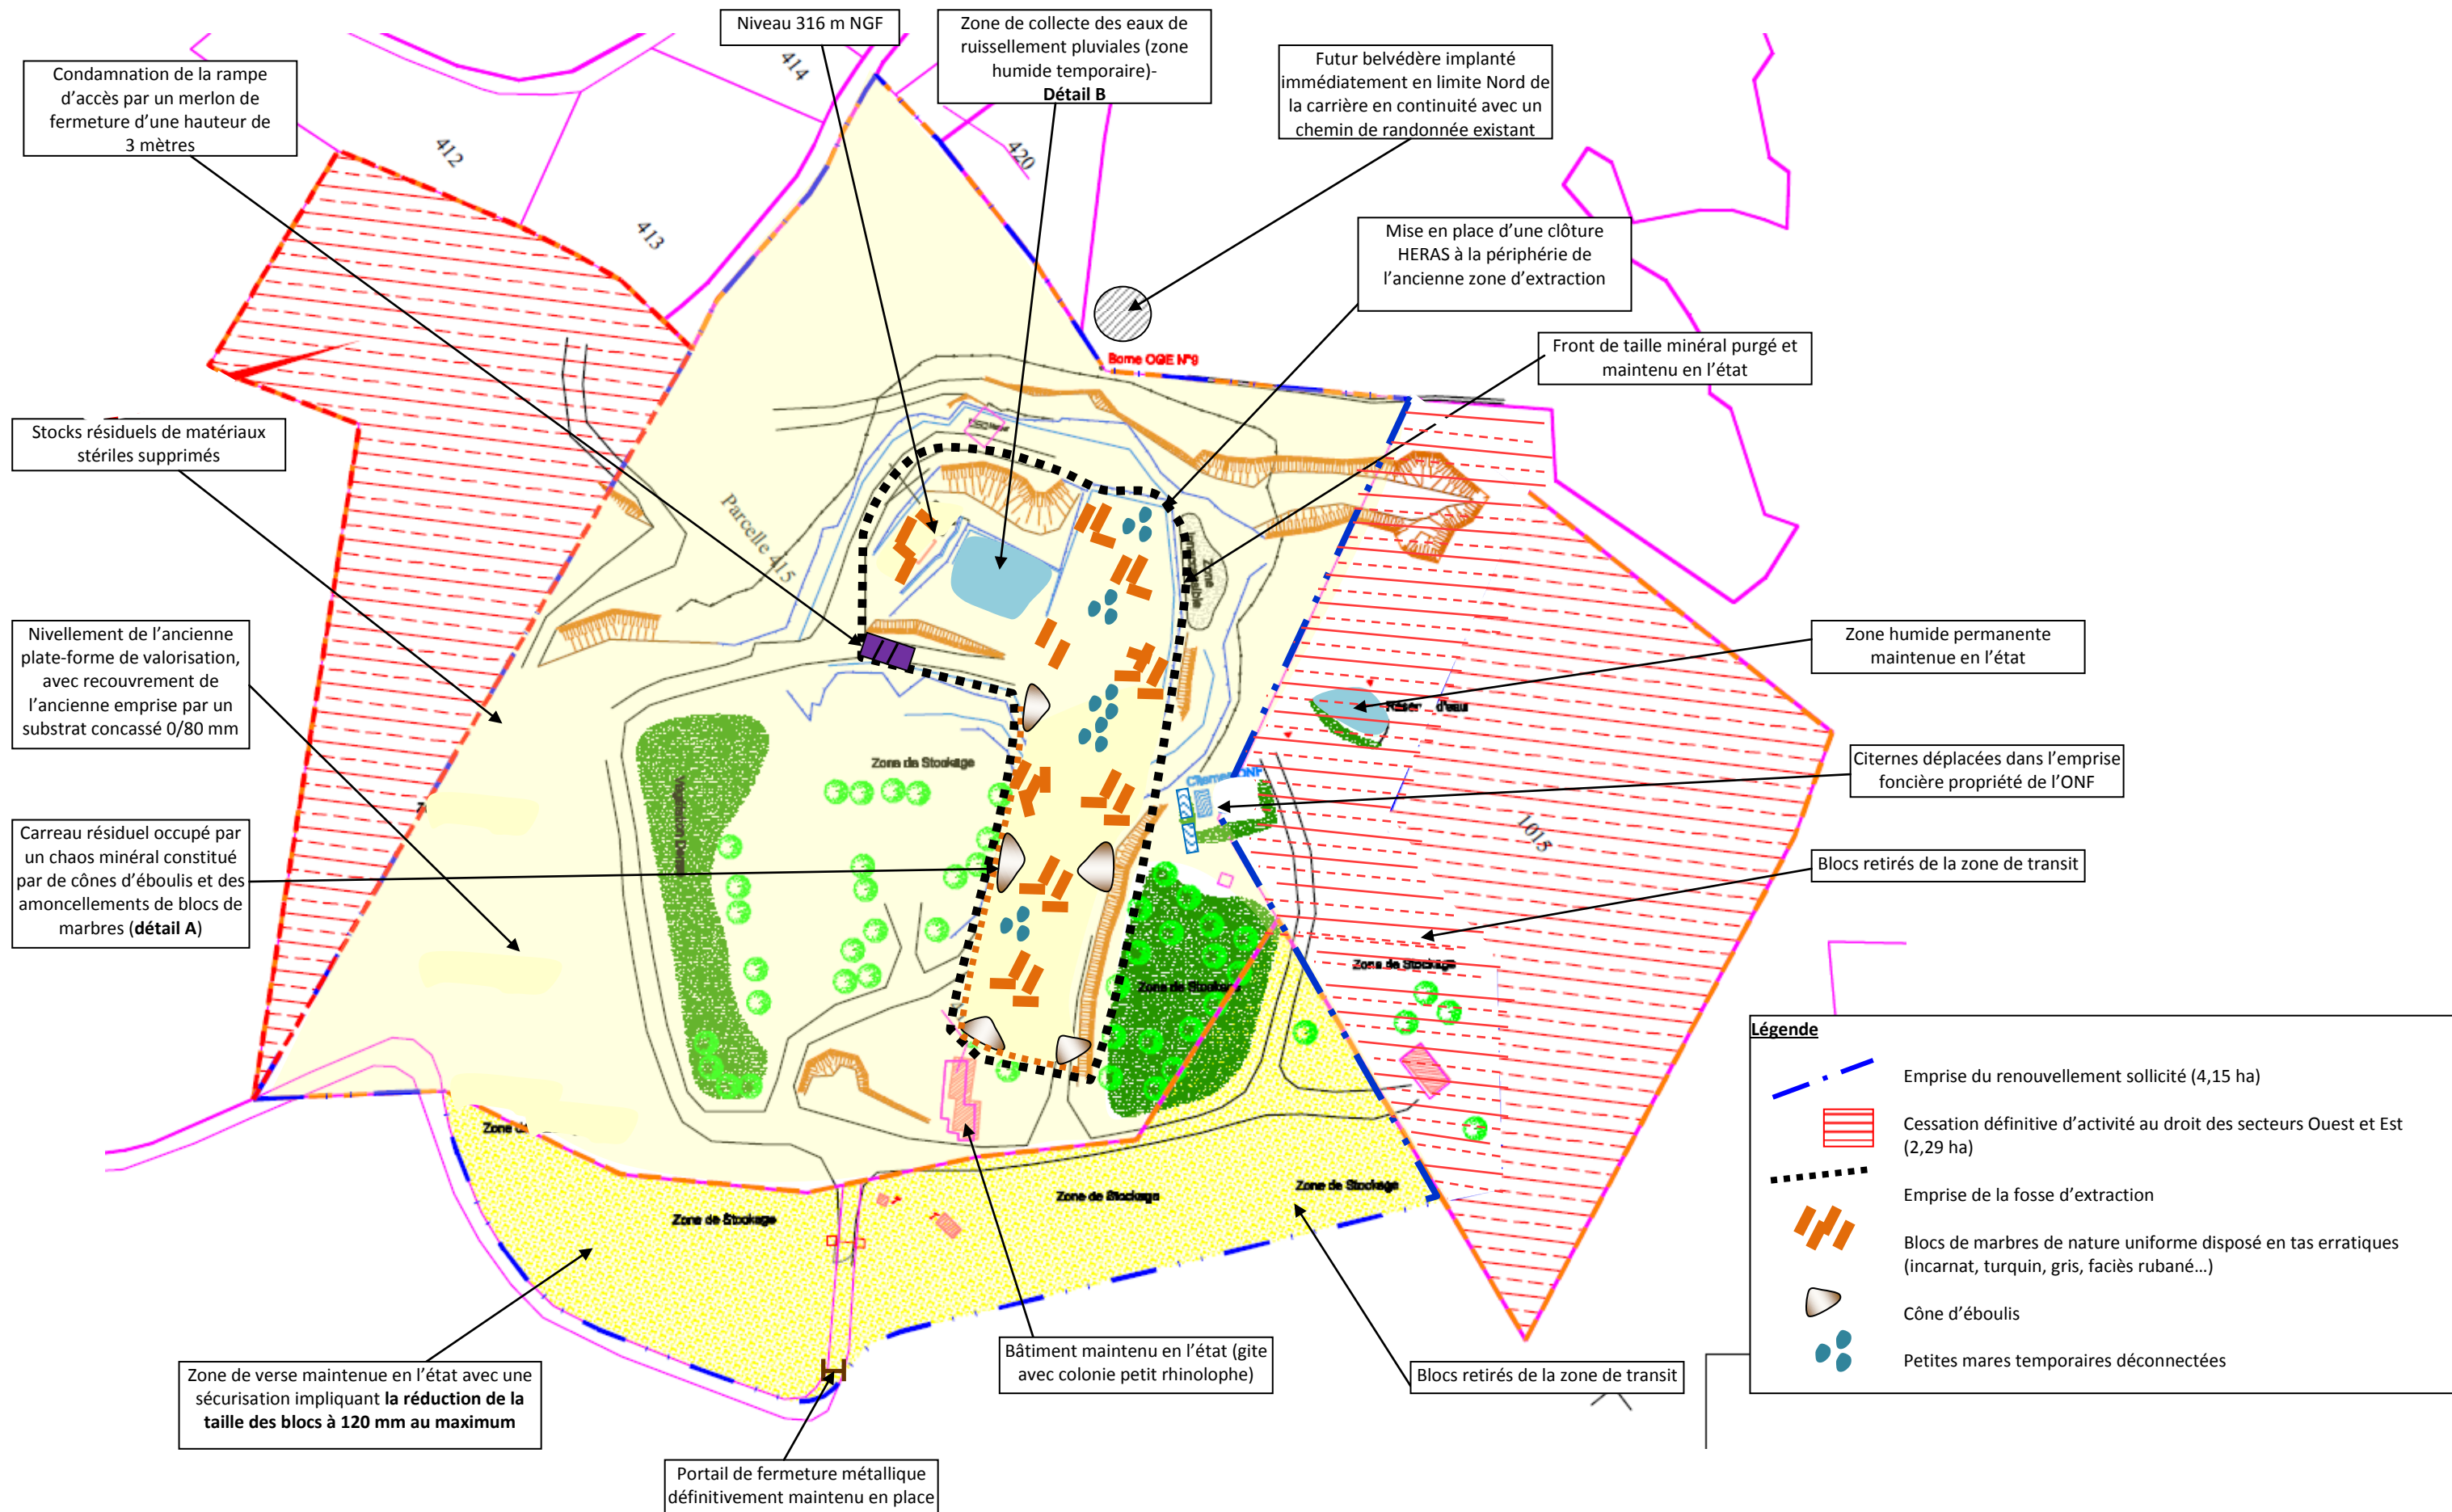 Niveau 316 m NGF
Zone de collecte des eaux de
ruissellement pluviales (zone
humide temporaire)-
Détail B
Futur belvédère implanté
immédiatement en limite Nord de
la carrière en continuité avec un
chemin de randonnée existant
Condamnation de la rampe
d’accès par un merlon de
fermeture d’une hauteur de
3 mètres
414
412
420
413
Mise en place d’une clôture
HERAS à la périphérie de
l’ancienne zone d’extraction
Borne OGE N°9
Front de taille minéral purgé et
maintenu en l’état
Stocks résiduels de matériaux
stériles supprimés
Parcelle 415
Zone
inaccessible
Nivellement de l’ancienne
plate-forme de valorisation,
avec recouvrement de
l’ancienne emprise par un
substrat concassé 0/80 mm
Zone humide permanente
maintenue en l’état
d'eau
Zone de Stockage
Citernes déplacées dans l’emprise
foncière propriété de l’ONF
Végétation Dense
Carreau résiduel occupé par
un chaos minéral constitué
par de cônes d’éboulis et des
amoncellements de blocs de
marbres (détail A)
1015
Blocs retirés de la zone de transit
Zone de Stockage
Zone de Stockage
Légende
Emprise du renouvellement sollicité (4,15 ha)
Cessation définitive d’activité au droit des secteurs Ouest et Est
(2,29 ha)
Emprise de la fosse d’extraction
Blocs de marbres de nature uniforme disposé en tas erratiques
(incarnat, turquin, gris, faciès rubané…)
Cône d’éboulis
Petites mares temporaires déconnectées
Zone de
Zone de Stockage
Zone de Stockage
Zone de Stockage
Zone de verse maintenue en l’état avec une
sécurisation impliquant la réduction de la
taille des blocs à 120 mm au maximum
Bâtiment maintenu en l’état (gite
avec colonie petit rhinolophe)
Blocs retirés de la zone de transit
Portail de fermeture métallique
définitivement maintenu en place